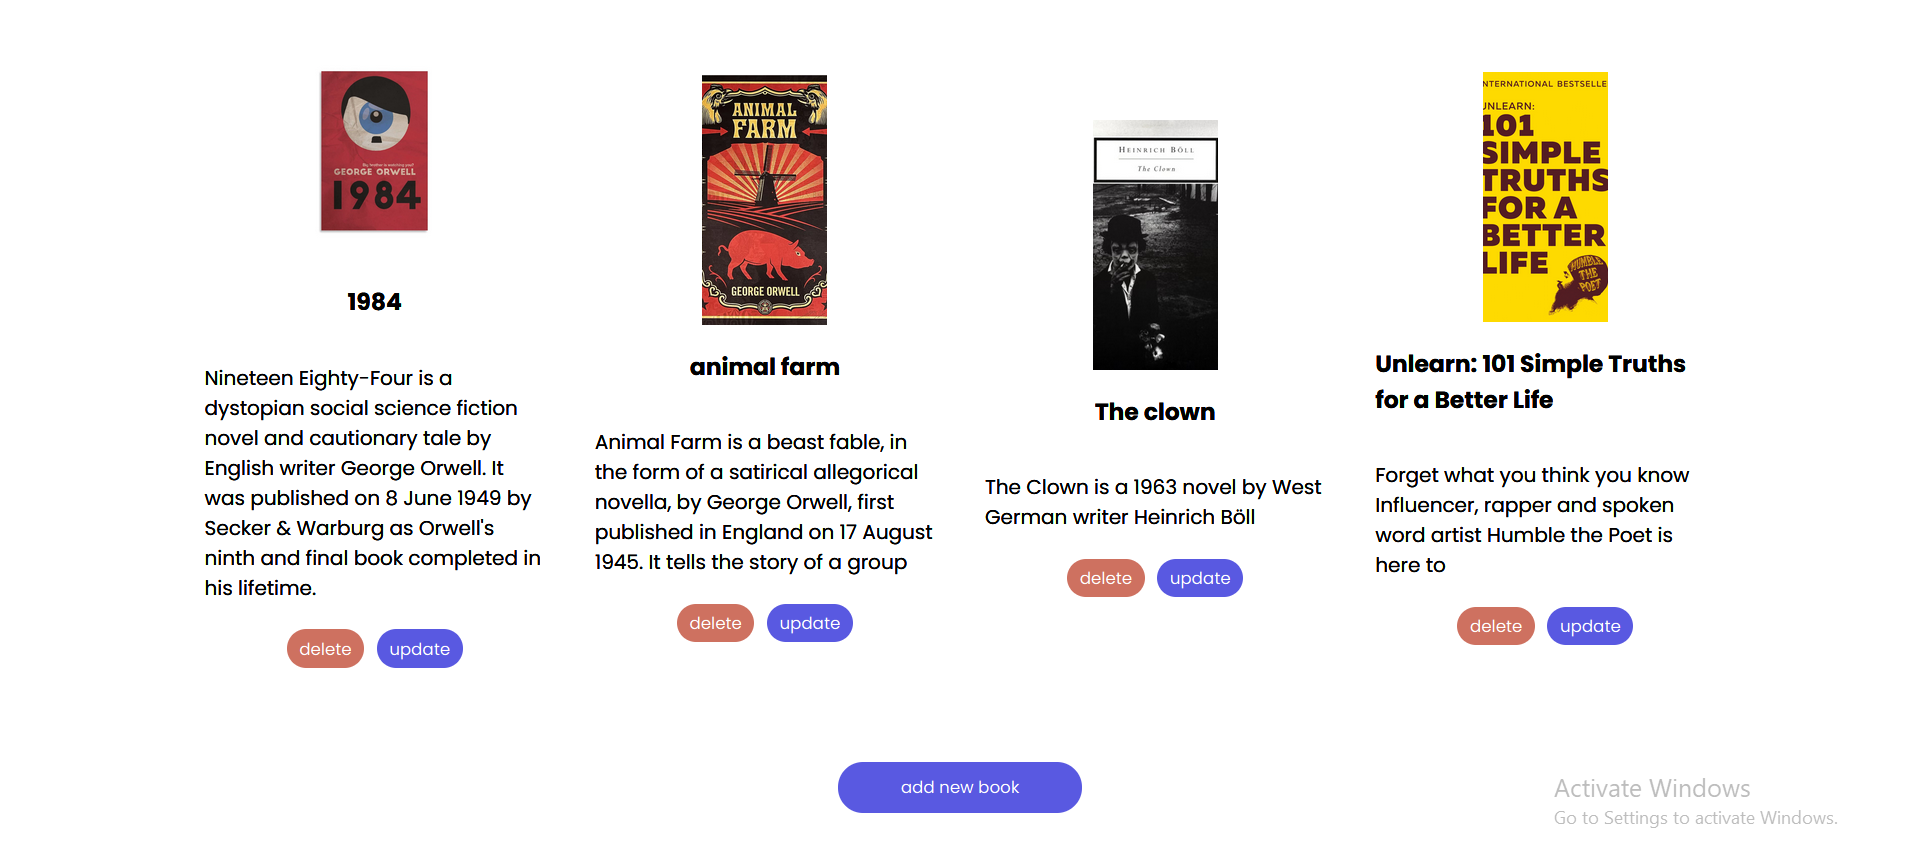 By, brother is watching you!!
GEORGE ORWELL
1984
1984
Nineteen Eighty-Four is a
dystopian social science fiction
novel and cautionary tale by
English writer George Orwell. It
was published on 8 June 1949 by
Secker & Warburg as Orwell's
ninth and final book completed in
his lifetime.
delete update
ANIMAL
FARM
GEORGE ORWELL
animal farm
Animal Farm is a beast fable, in
the form of a satirical allegorical
novella, by George Orwell, first
published in England on 17 August
1945. It tells the story of a group
delete update
HEINRICH BÖLL
The Clown
The clown
The Clown is a 1963 novel by West
German writer Heinrich Böll
delete update
INTERNATIONAL BESTSELLE
UNLEARN:
101
SIMPLE
TRUTHS
FOR A
BETTER
LIFE
HUMBLE
THE
POET
Unlearn: 101 Simple Truths
for a Better Life
Forget what you think you know
Influencer, rapper and spoken
word artist Humble the Poet is
here to
delete update
add new book
Activate Windows
Go to Settings to activate Windows.